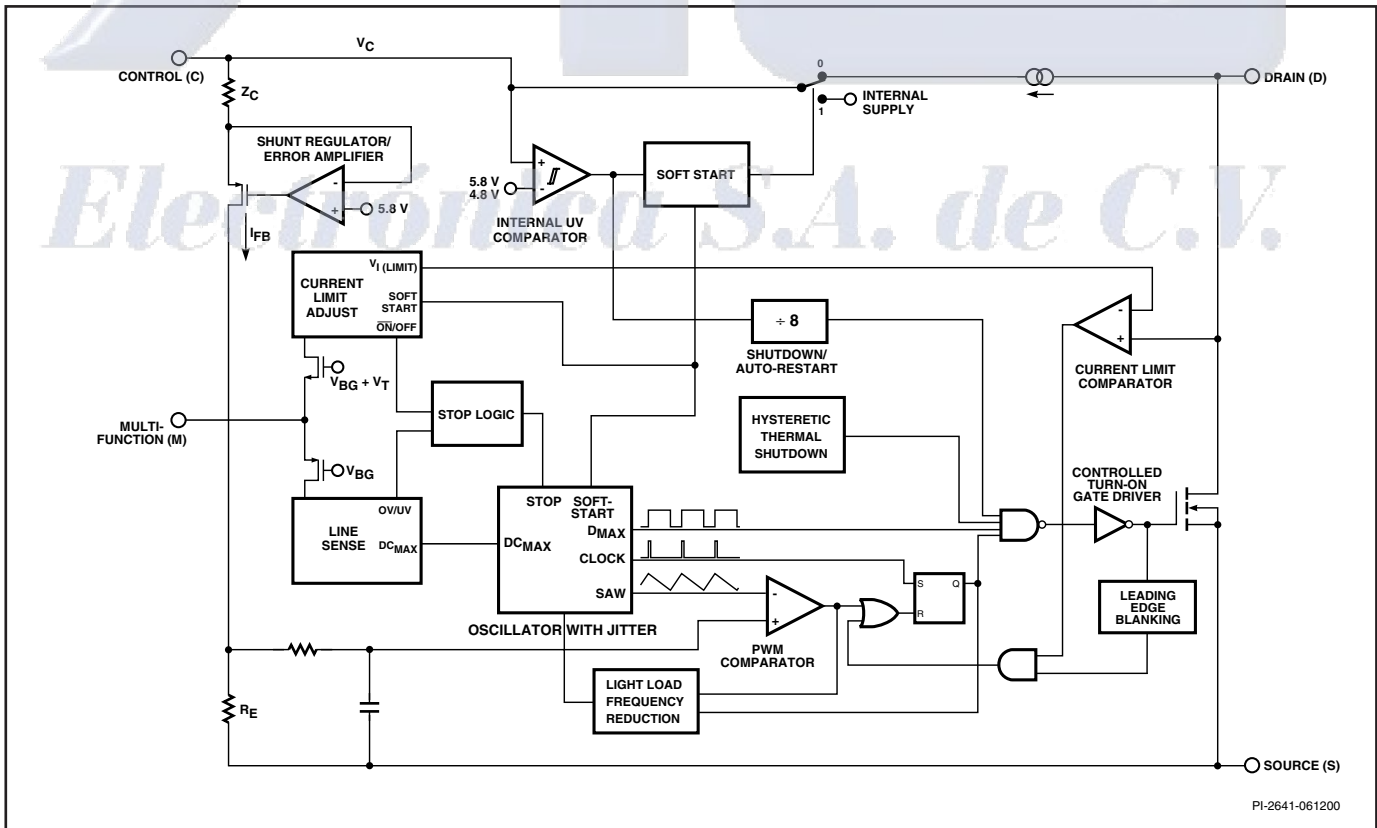 V_C
0
CONTROL (C)
Z_C
1
INTERNAL
SUPPLY
DRAIN (D)
SHUNT REGULATOR/
ERROR AMPLIFIER
-
+
5.8 V
I_FB
+
-
5.8 V
4.8 V
INTERNAL UV
COMPARATOR
SOFT START
Electrónica S.A. de C.V.
CURRENT
LIMIT
ADJUST
V_I (LIMIT)
SOFT
START
O̅N̅/OFF
÷ 8
SHUTDOWN/
AUTO-RESTART
-
+
CURRENT LIMIT
COMPARATOR
V_BG + V_T
MULTI-
FUNCTION (M)
STOP LOGIC
HYSTERETIC
THERMAL
SHUTDOWN
V_BG
CONTROLLED
TURN-ON
GATE DRIVER
OV/UV
LINE
SENSE
DC_MAX
STOP
SOFT-
START
DC_MAX
D_MAX
CLOCK
SAW
OSCILLATOR WITH JITTER
-
+
PWM
COMPARATOR
S
Q
R
LEADING
EDGE
BLANKING
LIGHT LOAD
FREQUENCY
REDUCTION
R_E
SOURCE (S)
PI-2641-061200